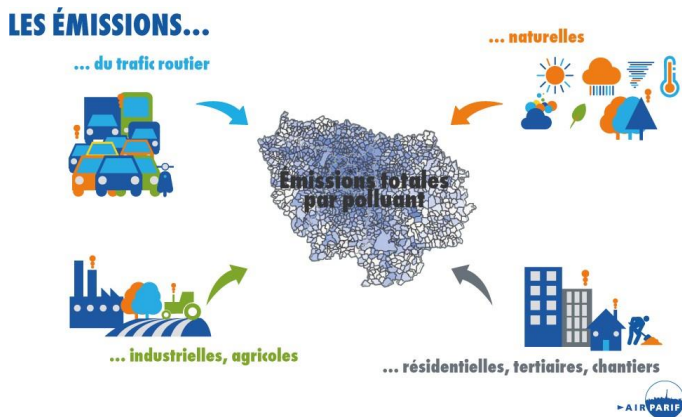 LES ÉMISSIONS...
... du trafic routier
... naturelles
Émissions totales
par polluant
... industrielles, agricoles
... résidentielles, tertiaires, chantiers
AIRPARIF